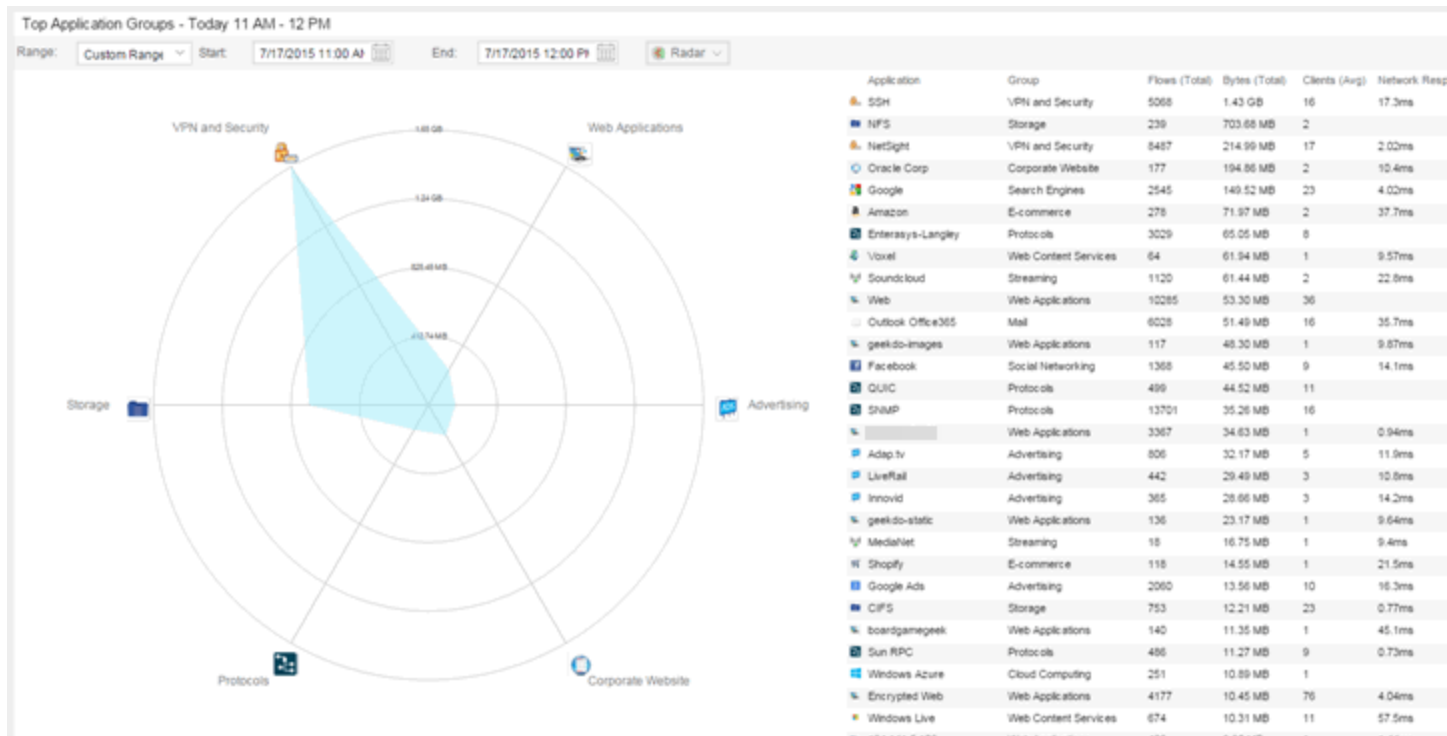 Top Application Groups - Today 11 AM - 12 PM
Range: Custom Range Start: 7/17/2015 11:00 AM End: 7/17/2015 12:00 PM Radar
VPN and Security
Web Applications
Storage
Advertising
Protocols
Corporate Website
1.65 GB
1.24 GB
825.48 MB
412.74 MB
Application Group Flows (Total) Bytes (Total) Clients (Avg) Network Resp
SSH VPN and Security 5068 1.43 GB 16 17.3ms
NFS Storage 239 703.68 MB 2
NetSight VPN and Security 8487 214.99 MB 17 2.02ms
Oracle Corp Corporate Website 177 194.86 MB 2 10.4ms
Google Search Engines 2545 149.52 MB 23 4.02ms
Amazon E-commerce 278 71.97 MB 2 37.7ms
Enterasys-Langley Protocols 3029 65.05 MB 8
Voxel Web Content Services 64 61.94 MB 1 9.57ms
Soundcloud Streaming 1120 61.44 MB 2 22.8ms
Web Web Applications 10285 53.30 MB 36
Outlook Office365 Mail 6028 51.49 MB 16 35.7ms
geekdo-images Web Applications 117 48.30 MB 1 9.87ms
Facebook Social Networking 1368 45.50 MB 9 14.1ms
QUIC Protocols 499 44.52 MB 11
SNMP Protocols 13701 35.26 MB 16
Web Applications 3367 34.63 MB 1 0.94ms
Adap.tv Advertising 806 32.17 MB 5 11.9ms
LiveRail Advertising 442 29.49 MB 3 10.8ms
Innovid Advertising 365 28.66 MB 3 14.2ms
geekdo-static Web Applications 136 23.17 MB 1 9.64ms
MediaNet Streaming 18 16.75 MB 1 9.4ms
Shopify E-commerce 118 14.55 MB 1 21.5ms
Google Ads Advertising 2060 13.56 MB 10 16.3ms
CIFS Storage 753 12.21 MB 23 0.77ms
boardgamegeek Web Applications 140 11.35 MB 1 45.1ms
Sun RPC Protocols 486 11.27 MB 9 0.73ms
Windows Azure Cloud Computing 251 10.89 MB 1
Encrypted Web Web Applications 4177 10.45 MB 76 4.04ms
Windows Live Web Content Services 674 10.31 MB 11 57.5ms